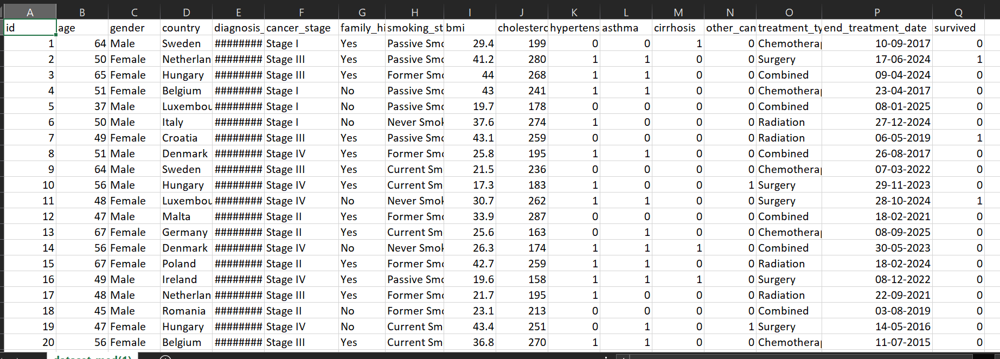 A B C D E F G H I J K L M N O P Q
id age gender country diagnosis_ cancer_stage family_hi smoking_st bmi cholestero hypertens asthma cirrhosis other_can treatment_ty end_treatment_date survived
1 64 Male Sweden ######## Stage I Yes Passive Smo 29.4 199 0 0 1 0 Chemotherap 10-09-2017 0
2 50 Female Netherlan ######## Stage III Yes Passive Smo 41.2 280 1 1 0 0 Surgery 17-06-2024 1
3 65 Female Hungary ######## Stage III Yes Former Smo 44 268 1 1 0 0 Combined 09-04-2024 0
4 51 Female Belgium ######## Stage I No Passive Smo 43 241 1 1 0 0 Chemotherap 23-04-2017 0
5 37 Male Luxembou ######## Stage I No Passive Smo 19.7 178 0 0 0 0 Combined 08-01-2025 0
6 50 Male Italy ######## Stage I No Never Smok 37.6 274 1 0 0 0 Radiation 27-12-2024 0
7 49 Female Croatia ######## Stage III Yes Passive Smo 43.1 259 0 0 0 0 Radiation 06-05-2019 1
8 51 Male Denmark ######## Stage IV Yes Former Smo 25.8 195 1 1 0 0 Combined 26-08-2017 0
9 64 Male Sweden ######## Stage III Yes Current Sm 21.5 236 0 0 0 0 Chemotherap 07-03-2022 0
10 56 Male Hungary ######## Stage IV Yes Current Sm 17.3 183 1 0 0 1 Surgery 29-11-2023 0
11 48 Female Luxembou ######## Stage IV No Never Smok 30.7 262 1 1 0 0 Surgery 28-10-2024 1
12 47 Male Malta ######## Stage II Yes Former Smo 33.9 287 0 0 0 0 Combined 18-02-2021 0
13 67 Female Germany ######## Stage II Yes Current Sm 25.6 163 0 1 0 0 Chemotherap 08-09-2025 0
14 56 Female Denmark ######## Stage IV No Never Smok 26.3 174 1 1 1 0 Combined 30-05-2023 0
15 67 Female Poland ######## Stage II Yes Former Smo 42.7 259 1 1 0 0 Radiation 18-02-2024 0
16 49 Male Ireland ######## Stage IV Yes Passive Smo 19.6 158 1 1 1 0 Surgery 08-12-2022 0
17 48 Male Netherlan ######## Stage III Yes Former Smo 21.7 195 1 0 0 0 Radiation 22-09-2021 0
18 45 Male Romania ######## Stage II No Former Smo 23.1 213 0 0 0 0 Combined 03-08-2019 0
19 47 Female Hungary ######## Stage IV No Current Sm 43.4 251 0 1 0 1 Surgery 14-05-2016 0
20 56 Female Belgium ######## Stage III Yes Current Sm 36.8 270 1 1 0 0 Chemotherap 11-07-2015 0
dataset_med(1)